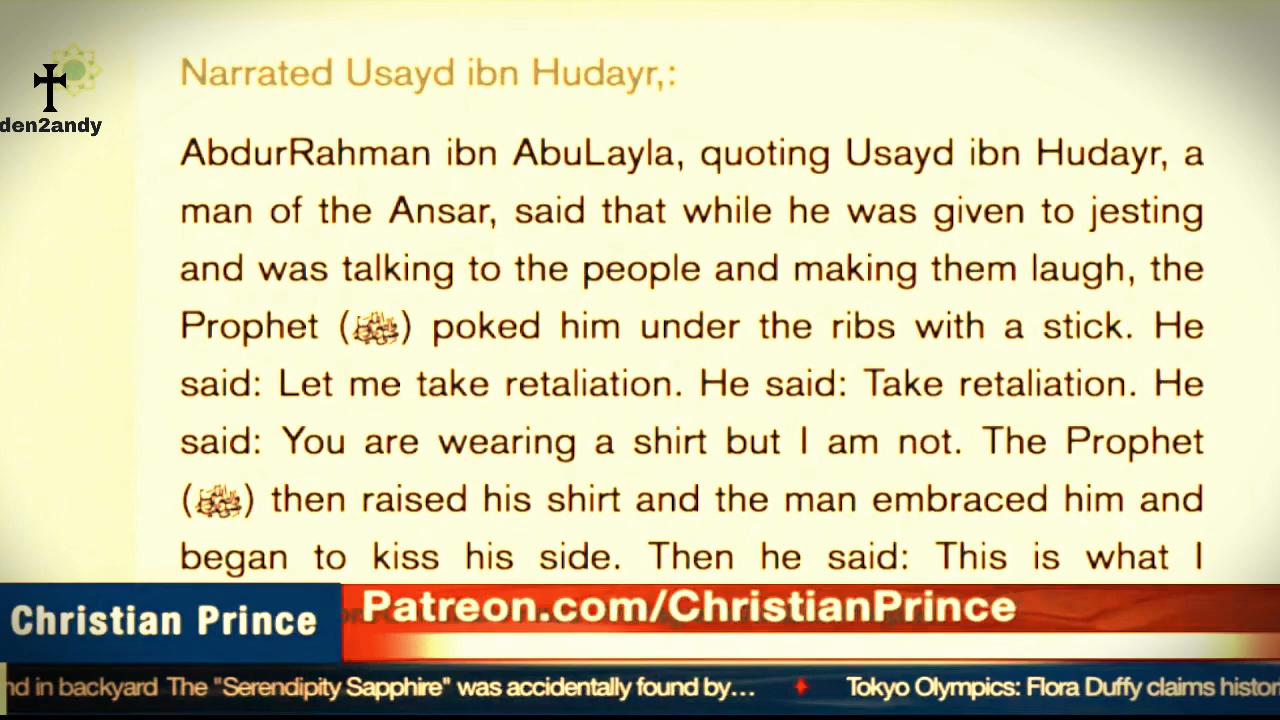 Narrated Usayd ibn Hudayr,:
den2andy
AbdurRahman ibn AbuLayla, quoting Usayd ibn Hudayr, a
man of the Ansar, said that while he was given to jesting
and was talking to the people and making them laugh, the
Prophet (ﷺ) poked him under the ribs with a stick. He
said: Let me take retaliation. He said: Take retaliation. He
said: You are wearing a shirt but I am not. The Prophet
(ﷺ) then raised his shirt and the man embraced him and
began to kiss his side. Then he said: This is what I
Christian Prince
Patreon.com/ChristianPrince
nd in backyard The "Serendipity Sapphire" was accidentally found by... Tokyo Olympics: Flora Duffy claims histor